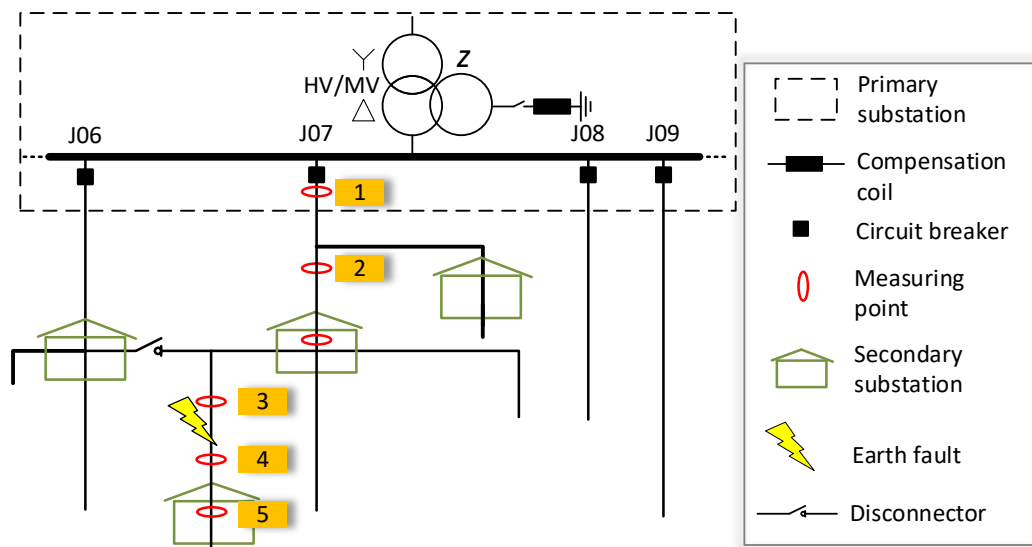 Z
HV/MV
J06
J07
J08
J09
1
2
3
4
5
Primary
substation
Compensation
coil
Circuit breaker
Measuring
point
Secondary
substation
Earth fault
Disconnector